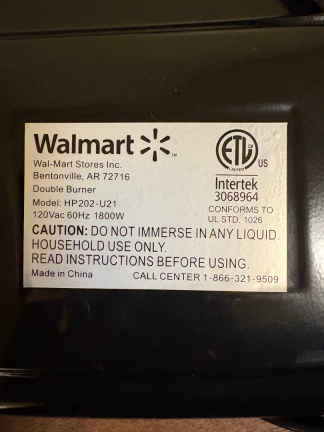 Walmart
Wal-Mart Stores Inc.
Bentonville, AR 72716
Double Burner
Model: HP202-U21
120Vac 60Hz 1800W
ETL LISTED US
Intertek
3068964
CONFORMS TO
UL STD. 1026
CAUTION: DO NOT IMMERSE IN ANY LIQUID.
HOUSEHOLD USE ONLY.
READ INSTRUCTIONS BEFORE USING.
Made in China CALL CENTER 1-866-321-9509